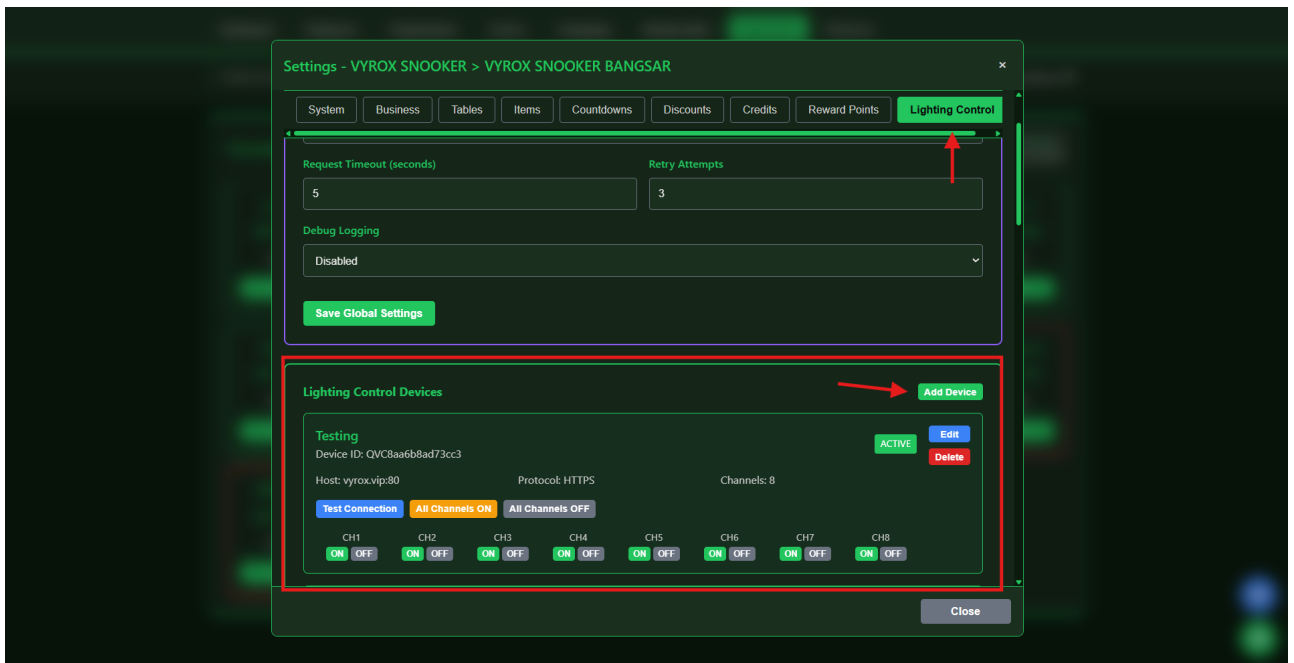 Settings - VYROX SNOOKER > VYROX SNOOKER BANGSAR ×
System Business Tables Items Countdowns Discounts Credits Reward Points Lighting Control
Request Timeout (seconds) Retry Attempts
5 3
Debug Logging
Disabled
Save Global Settings
Lighting Control Devices Add Device
Testing ACTIVE Edit
Device ID: QVC8aa6b8ad73cc3 Delete
Host: vyrox.vip:80 Protocol: HTTPS Channels: 8
Test Connection All Channels ON All Channels OFF
CH1 CH2 CH3 CH4 CH5 CH6 CH7 CH8
ON OFF ON OFF ON OFF ON OFF ON OFF ON OFF ON OFF ON OFF
Close